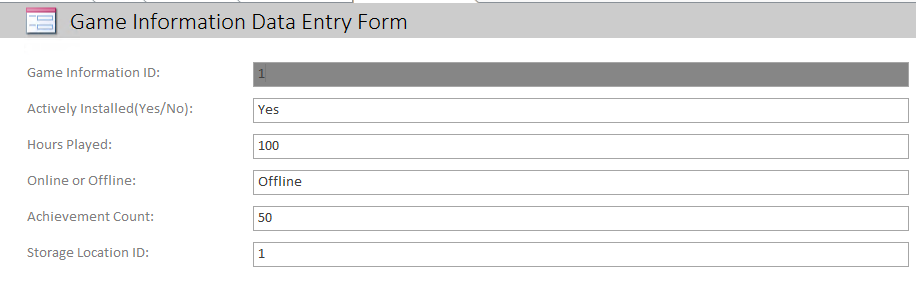 Game Information Data Entry Form
Game Information ID: 1
Actively Installed(Yes/No): Yes
Hours Played: 100
Online or Offline: Offline
Achievement Count: 50
Storage Location ID: 1